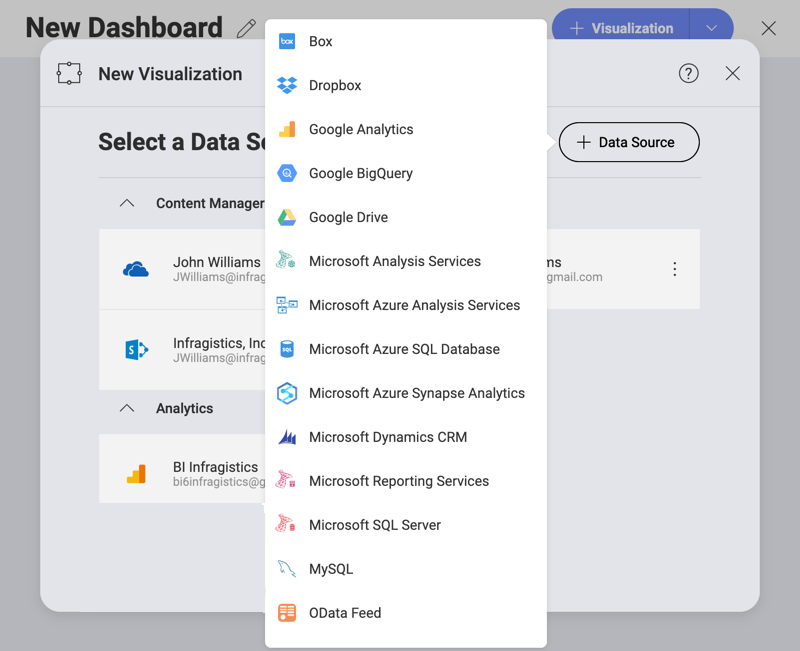 New Dashboard
Visualization
New Visualization
?
Select a Data So
Data Source
Content Manager
John Williams
JWilliams@infrag
ms
gmail.com
Infragistics, Inc
JWilliams@infrag
Analytics
BI Infragistics
bi6infragistics@g
box
Box
Dropbox
Google Analytics
Google BigQuery
Google Drive
Microsoft Analysis Services
Microsoft Azure Analysis Services
SQL
Microsoft Azure SQL Database
Microsoft Azure Synapse Analytics
Microsoft Dynamics CRM
Microsoft Reporting Services
Microsoft SQL Server
MySQL
OData Feed